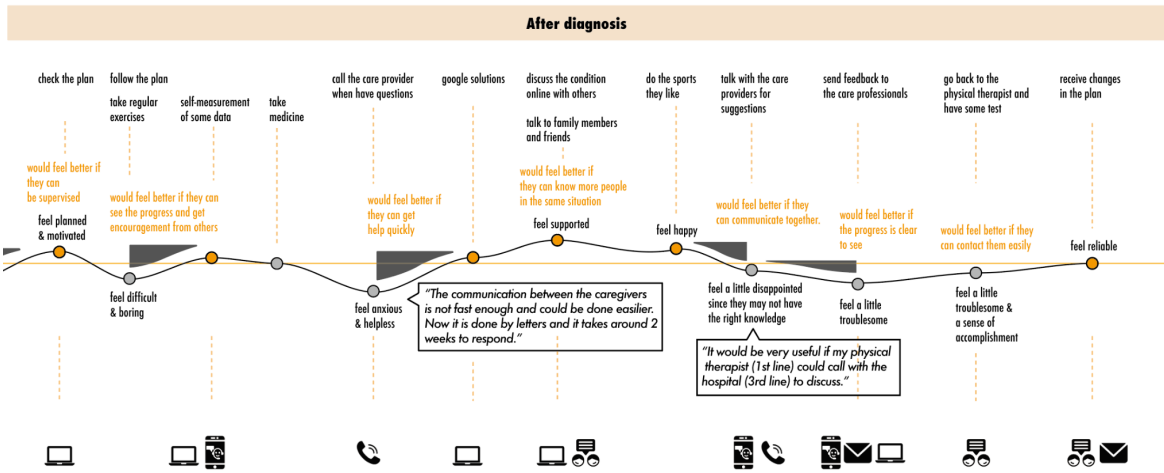 After diagnosis
check the plan
follow the plan
take regular
exercises
self-measurement
of some data
take
medicine
call the care provider
when have questions
google solutions
discuss the condition
online with others
talk to family members
and friends
do the sports
they like
talk with the care
providers for
suggestions
send feedback to
the care professionals
go back to the
physical therapist and
have some test
receive changes
in the plan
would feel better if
they can
be supervised
would feel better if they can
see the progress and get
encouragement from others
would feel better if
they can get
help quickly
would feel better if
they can know more people
in the same situation
would feel better if they
can communicate together.
would feel better if
the progress is clear
to see
would feel better if they
can contact them easily
feel planned
& motivated
feel difficult
& boring
feel anxious
& helpless
feel supported
feel happy
feel a little disappointed
since they may not have
the right knowledge
feel a little
troublesome
feel a little
troublesome &
a sense of
accomplishment
feel reliable
"The communication between the caregivers
is not fast enough and could be done easilier.
Now it is done by letters and it takes around 2
weeks to respond."
"It would be very useful if my physical
therapist (1st line) could call with the
hospital (3rd line) to discuss."